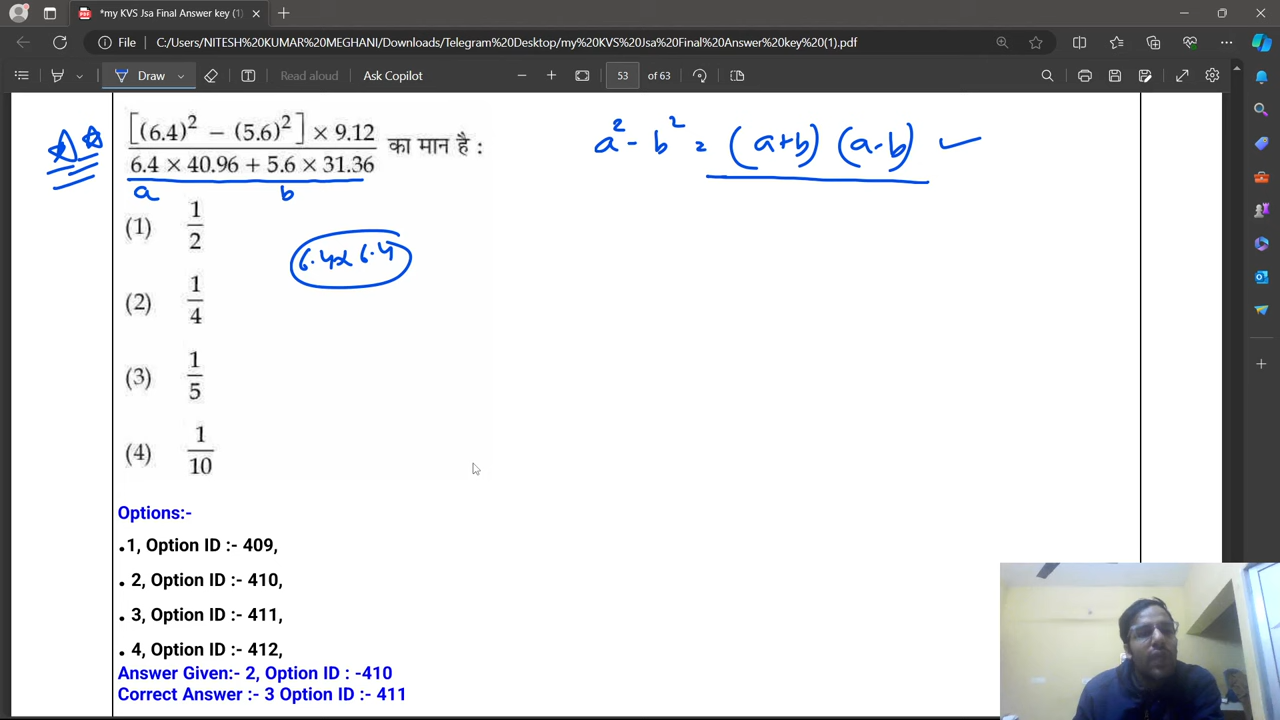 *my KVS Jsa Final Answer key (1)
File C:/Users/NITESH%20KUMAR%20MEGHANI/Downloads/Telegram%20Desktop/my%20KVS%20Jsa%20Final%20Answer%20key%20(1).pdf
Draw Read aloud Ask Copilot 53 of 63
[(6.4)² − (5.6)²] × 9.12
6.4 × 40.96 + 5.6 × 31.36
का मान है :
a² - b² = (a+b) (a-b)
a b
6.4 x 6.4
(1) 1/2
(2) 1/4
(3) 1/5
(4) 1/10
Options:-
.1, Option ID :- 409,
. 2, Option ID :- 410,
. 3, Option ID :- 411,
. 4, Option ID :- 412,
Answer Given:- 2, Option ID : -410
Correct Answer :- 3 Option ID :- 411